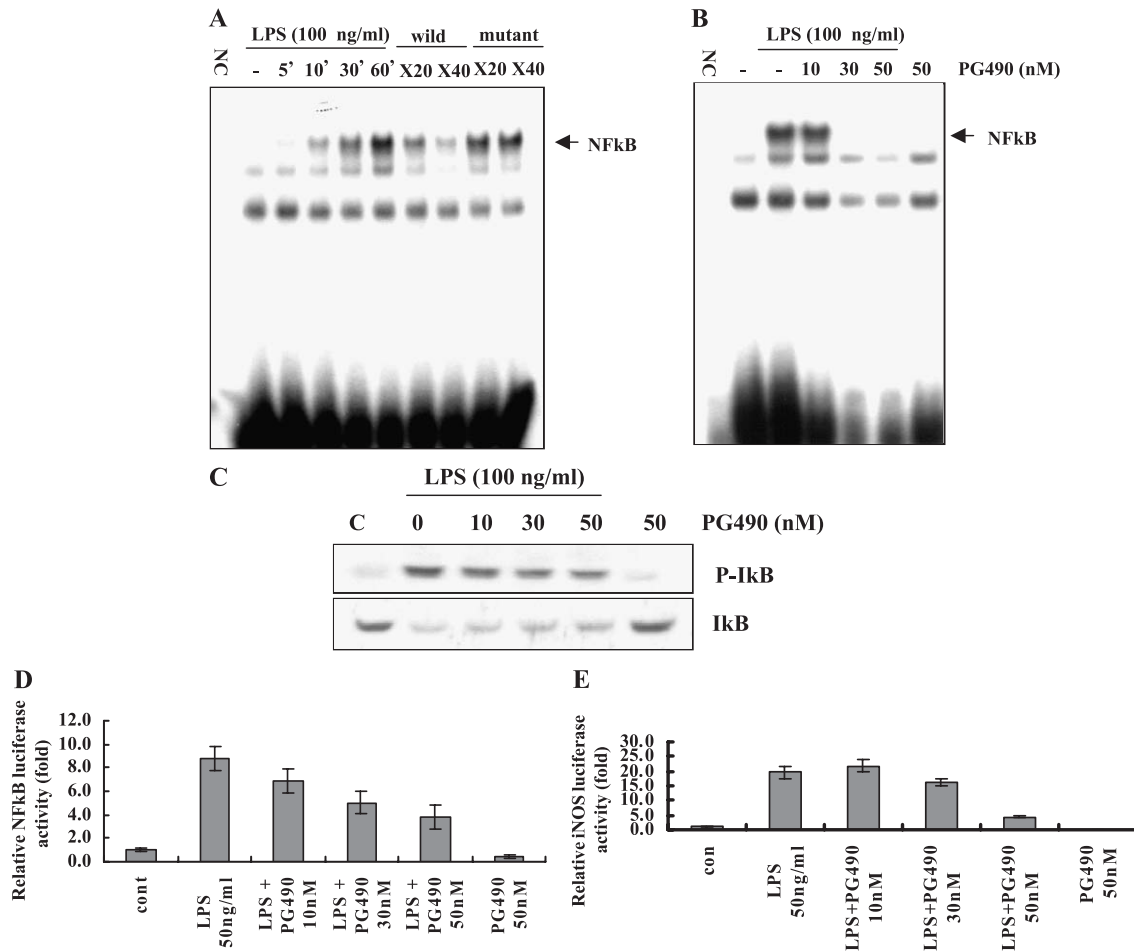 A
LPS (100 ng/ml) wild mutant
NC - 5' 10' 30' 60' X20 X40 X20 X40
NFkB
B
LPS (100 ng/ml)
NC - - 10 30 50 50 PG490 (nM)
NFkB
C
LPS (100 ng/ml)
C 0 10 30 50 50 PG490 (nM)
P-IkB
IkB
D
Relative NFkB luciferase
activity (fold)
12.0
10.0
8.0
6.0
4.0
2.0
0.0
cont
LPS
50ng/ml
LPS +
PG490
10nM
LPS +
PG490
30nM
LPS +
PG490
50nM
PG490
50nM
E
Relative iNOS luciferase
activity (fold)
30.0
25.0
20.0
15.0
10.0
5.0
0.0
con
LPS
50ng/ml
LPS+PG490
10nM
LPS+PG490
30nM
LPS+PG490
50nM
PG490
50nM